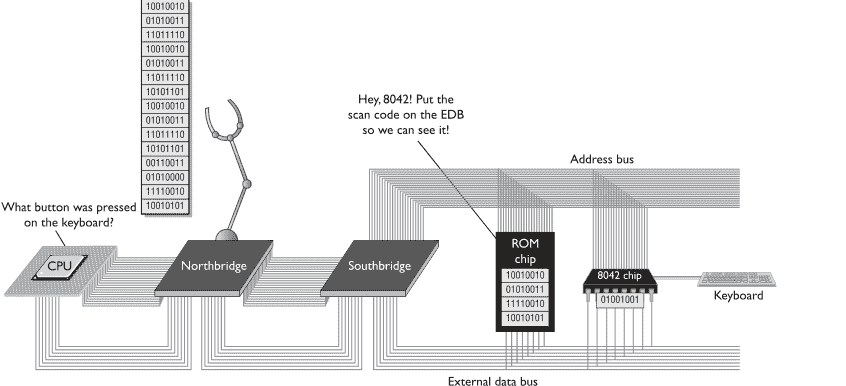 10010010
01010011
11011110
10010010
01010011
11011110
10101101
10010010
01010011
11011110
10101101
00110011
01010000
11110010
10010101
Hey, 8042! Put the
scan code on the EDB
so we can see it!
Address bus
What button was pressed
on the keyboard?
CPU
Northbridge
Southbridge
ROM
chip
10010010
01010011
11110010
10010101
8042 chip
01001001
Keyboard
External data bus